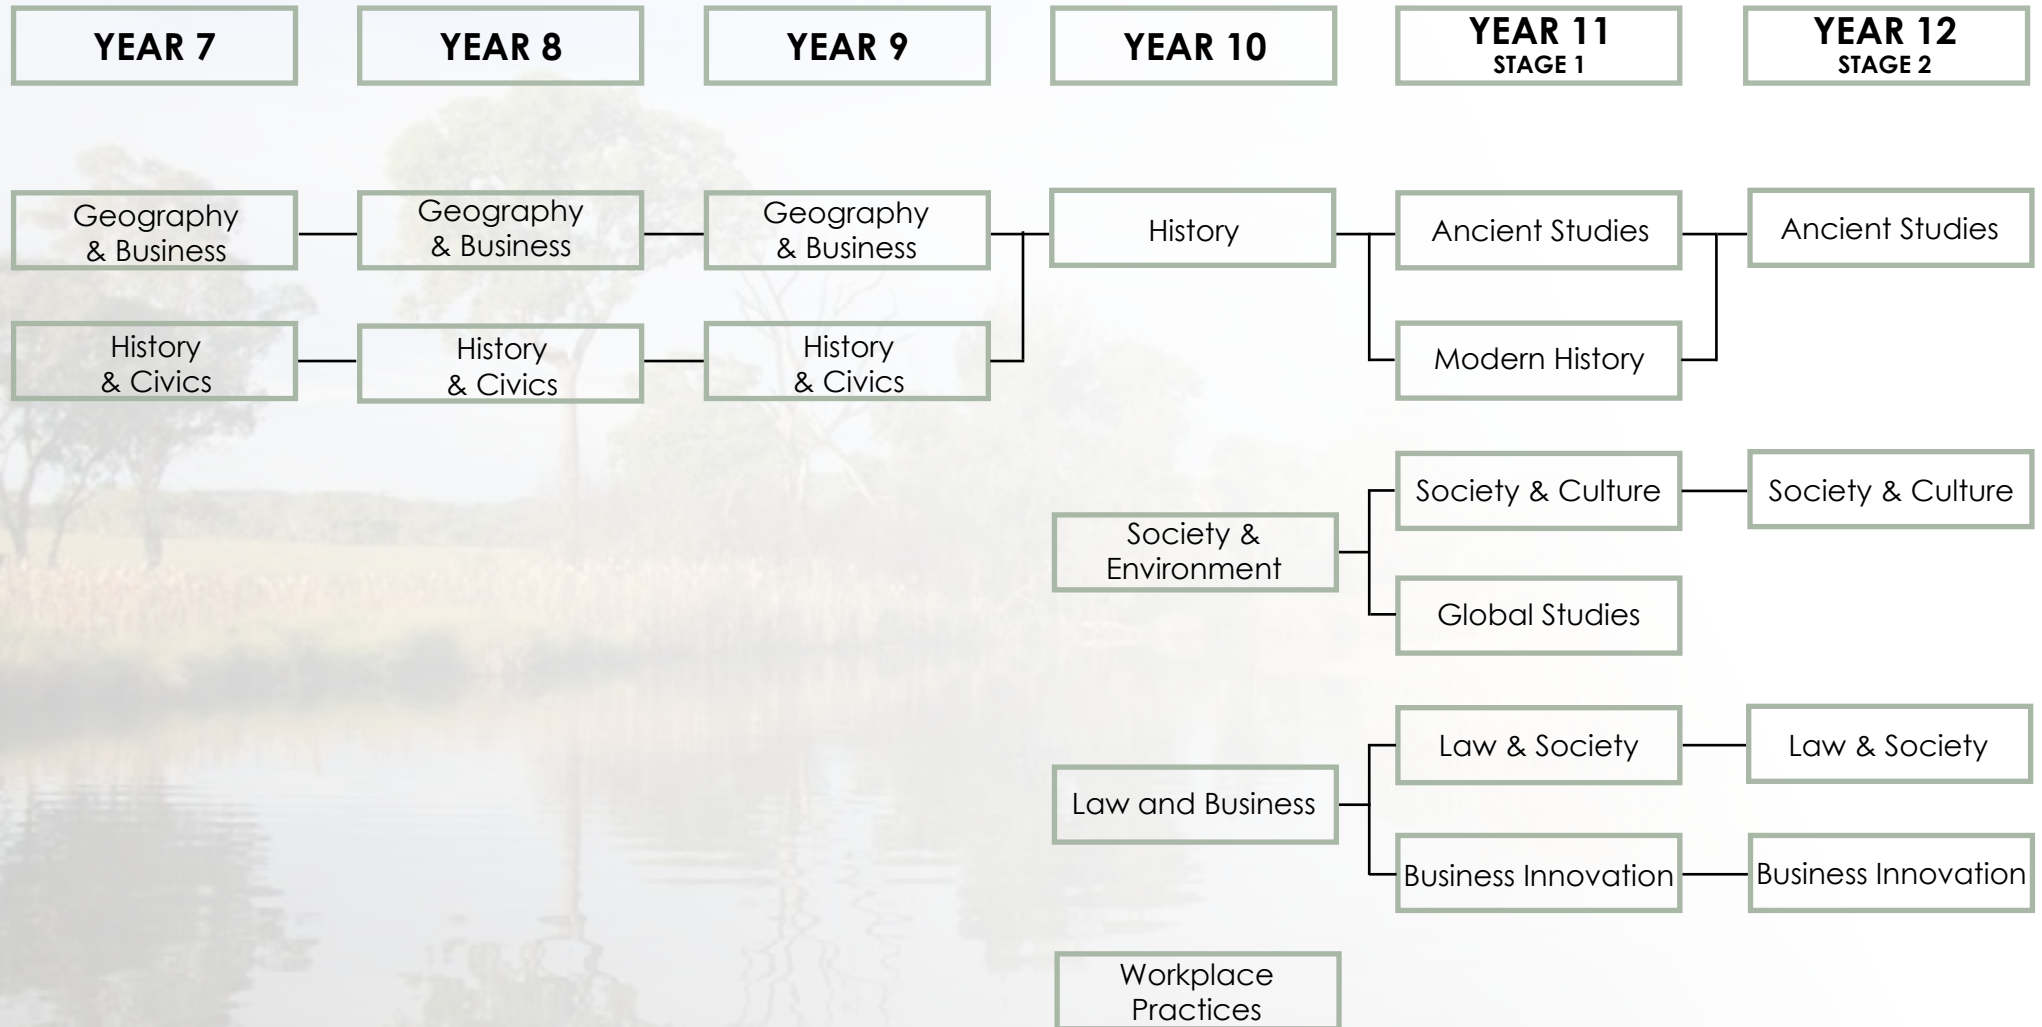 YEAR 7
YEAR 8
YEAR 9
YEAR 10
YEAR 11
STAGE 1
YEAR 12
STAGE 2
Geography
& Business
Geography
& Business
Geography
& Business
History
Ancient Studies
Ancient Studies
History
& Civics
History
& Civics
History
& Civics
Modern History
Society &
Environment
Society & Culture
Society & Culture
Global Studies
Law and Business
Law & Society
Law & Society
Business Innovation
Business Innovation
Workplace
Practices